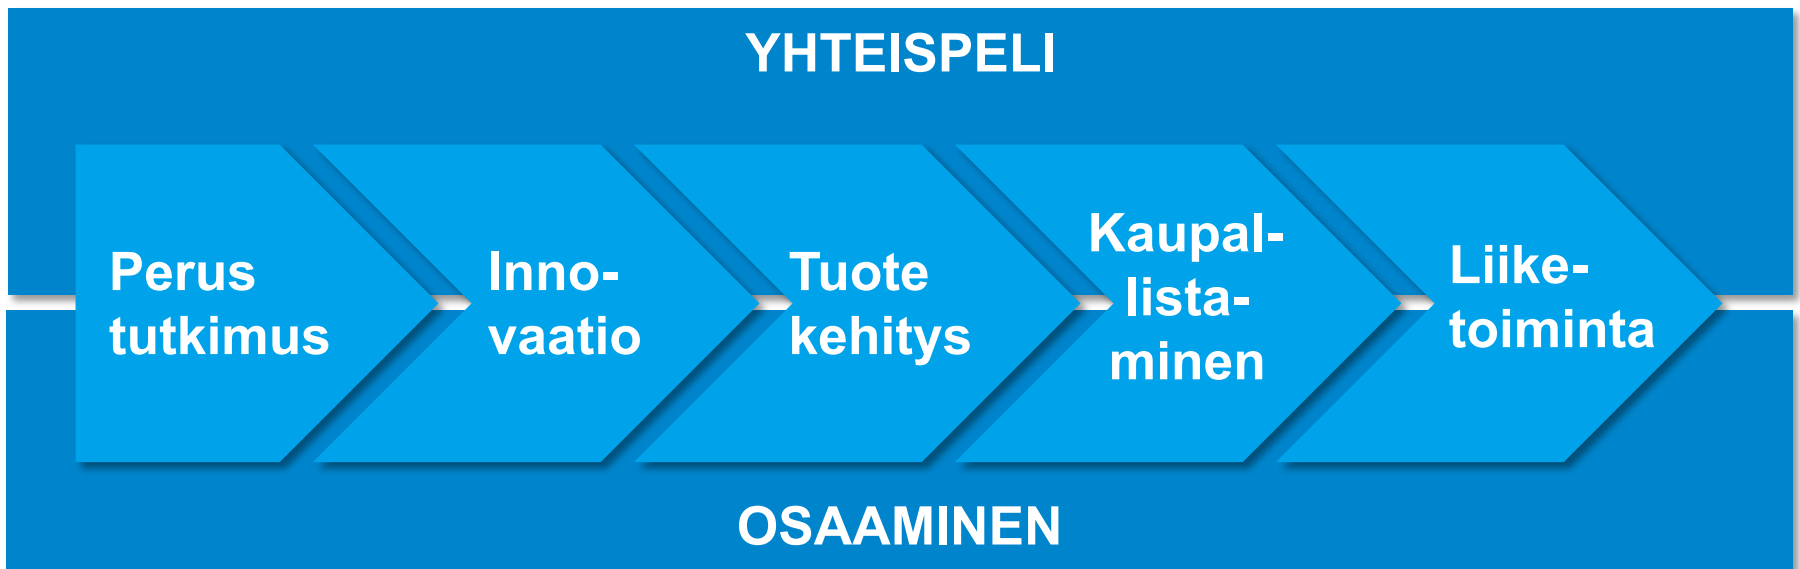 YHTEISPELI
Perus
tutkimus
Inno-
vaatio
Tuote
kehitys
Kaupal-
lista-
minen
Liike-
toiminta
OSAAMINEN